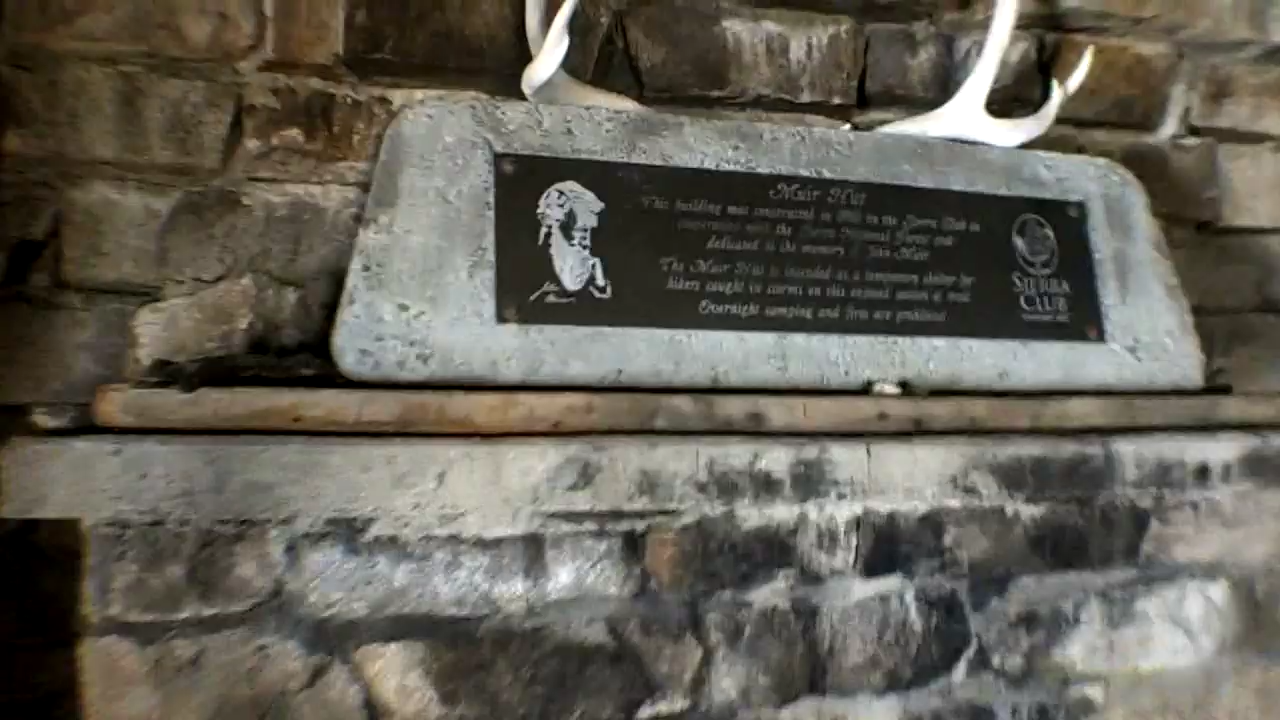 Muir Hut
This building was constructed in by the Sierra Club in
cooperation with the Sierra National Forest and
dedicated to the memory of John Muir
The Muir Hut is intended as a temporary shelter for
hikers caught in storms on this exposed section of trail
Overnight camping and fires are prohibited
SIERRA
CLUB